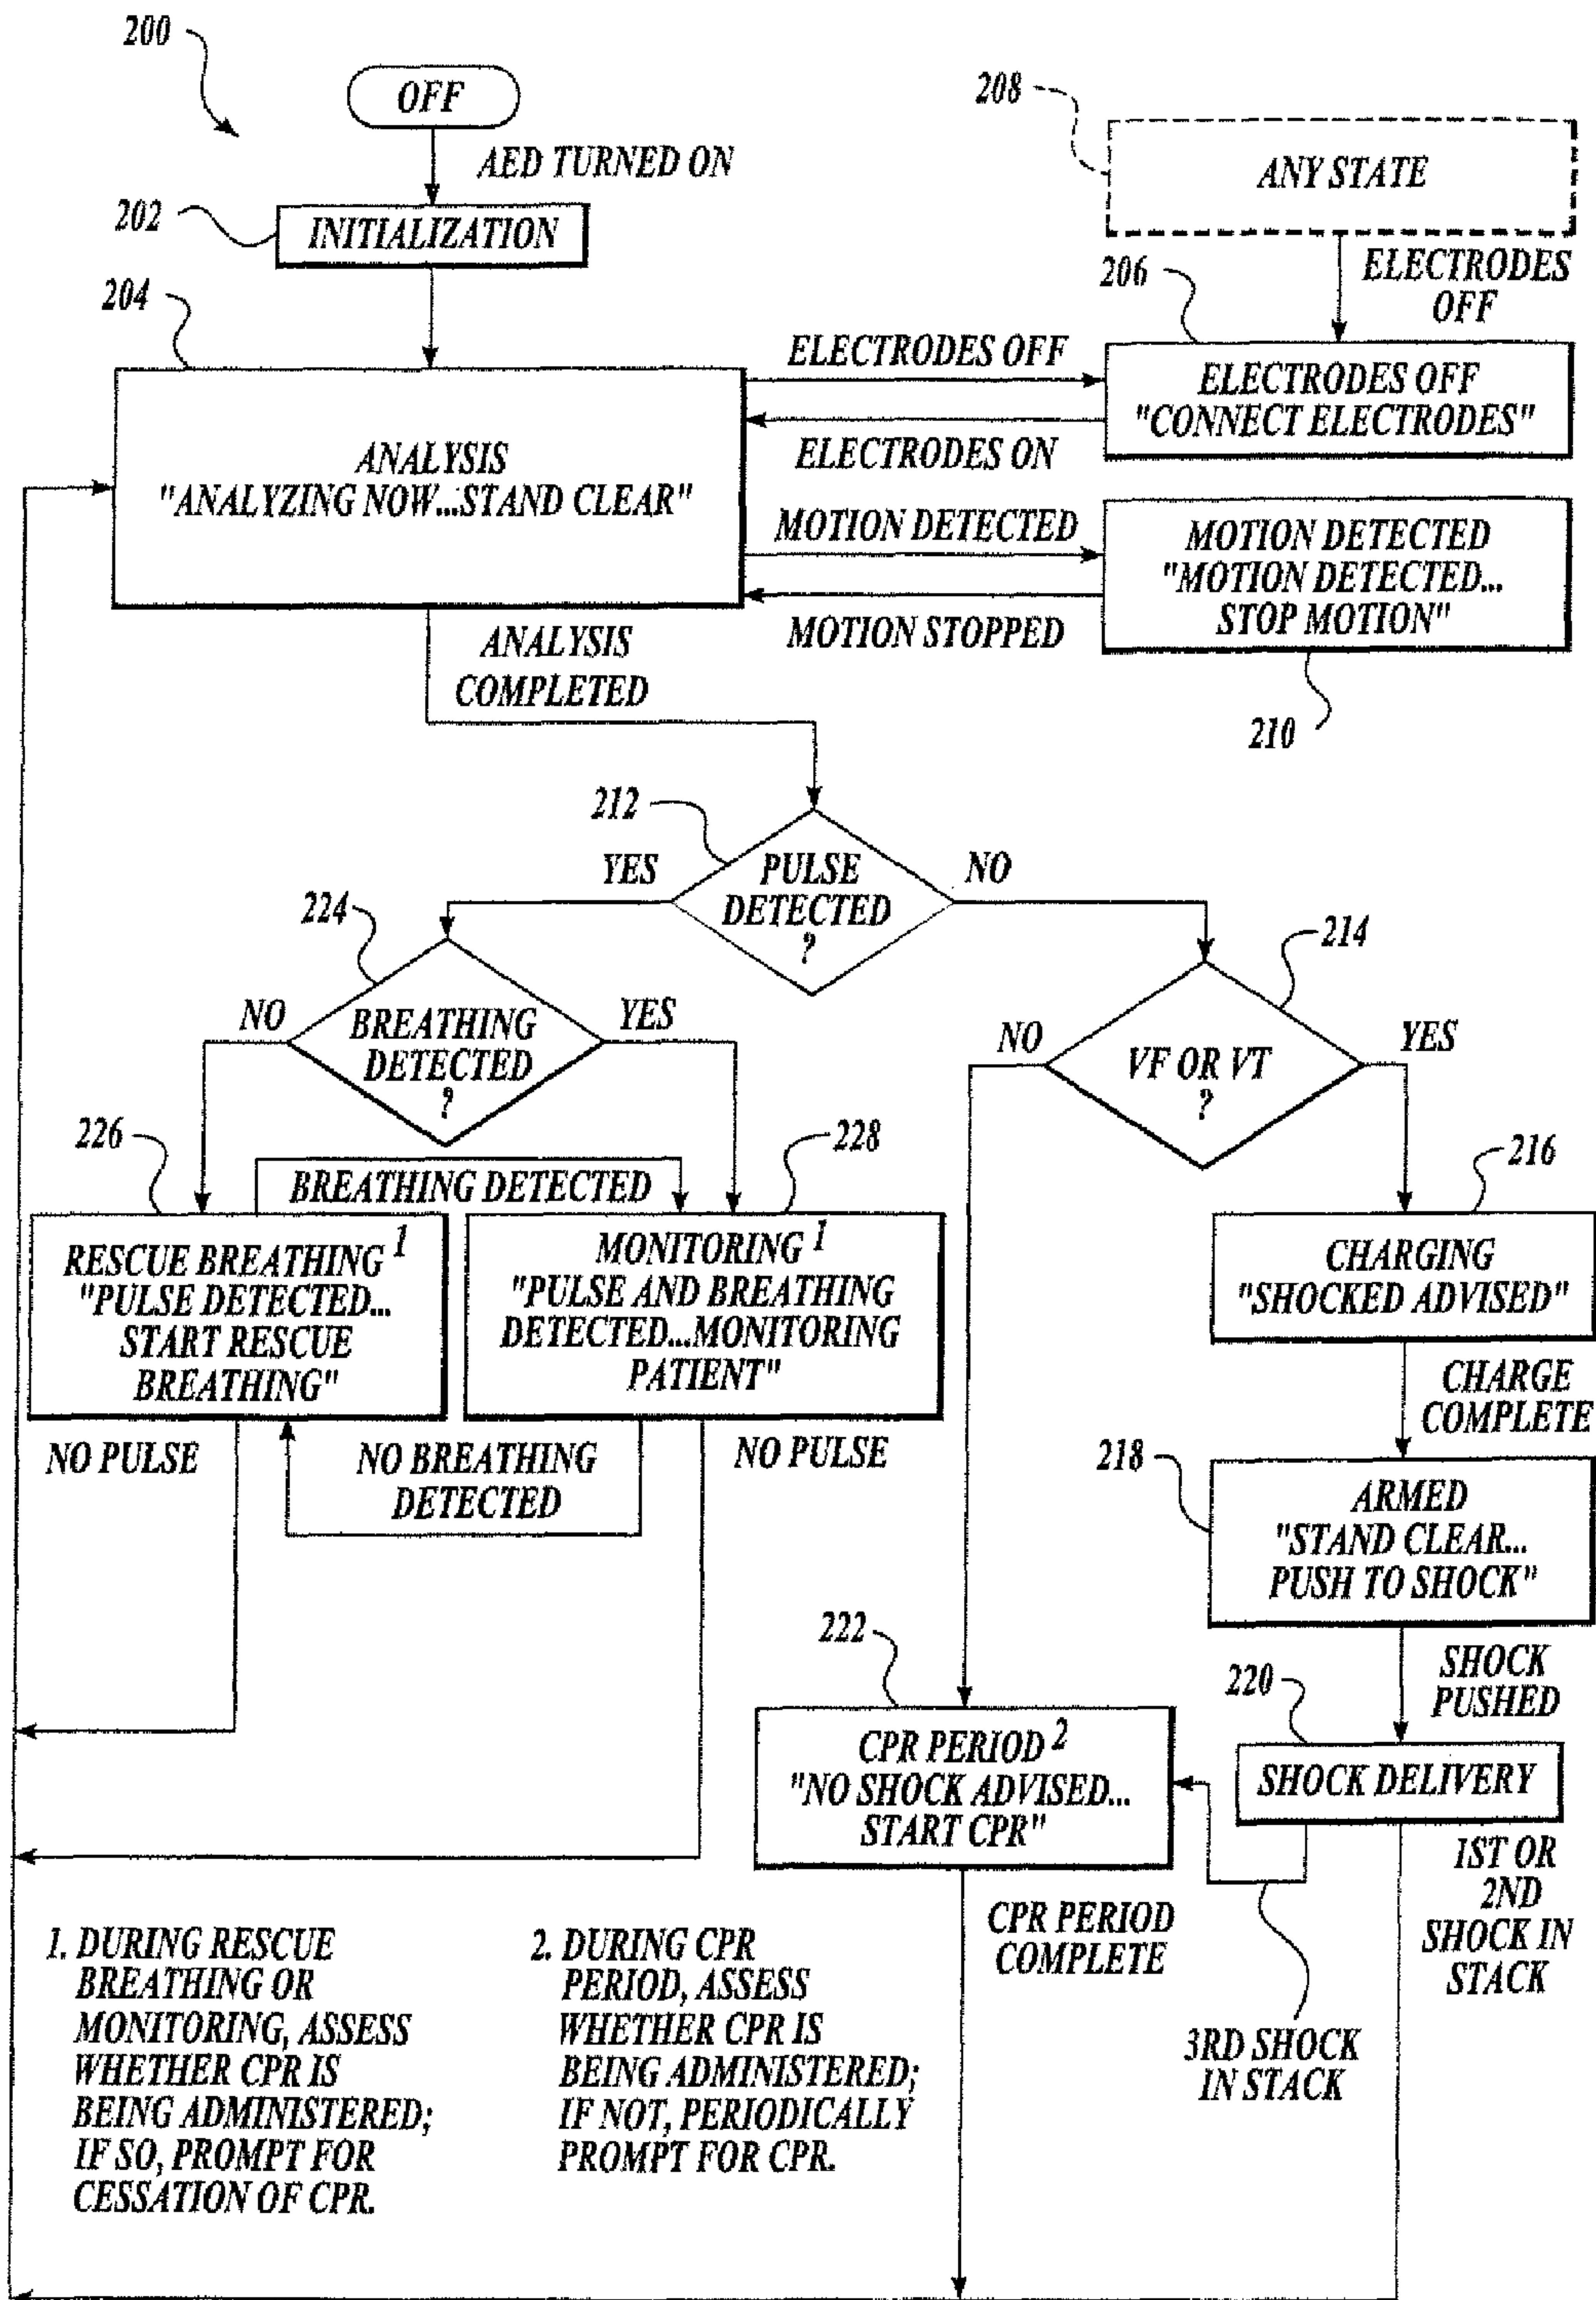 200
OFF
AED TURNED ON
202
INITIALIZATION
208
ANY STATE
ELECTRODES
OFF
204
206
ANALYSIS
"ANALYZING NOW...STAND CLEAR"
ELECTRODES OFF
ELECTRODES ON
ELECTRODES OFF
"CONNECT ELECTRODES"
MOTION DETECTED
MOTION STOPPED
MOTION DETECTED
"MOTION DETECTED...
STOP MOTION"
210
ANALYSIS
COMPLETED
212
YES
PULSE
DETECTED
?
NO
224
NO
BREATHING
DETECTED
?
YES
214
NO
VF OR VT
?
YES
226
BREATHING DETECTED
228
216
RESCUE BREATHING 1
"PULSE DETECTED...
START RESCUE
BREATHING"
MONITORING 1
"PULSE AND BREATHING
DETECTED...MONITORING
PATIENT"
CHARGING
"SHOCKED ADVISED"
NO PULSE
NO BREATHING
DETECTED
NO PULSE
CHARGE
COMPLETE
218
ARMED
"STAND CLEAR...
PUSH TO SHOCK"
SHOCK
PUSHED
222
220
CPR PERIOD 2
"NO SHOCK ADVISED...
START CPR"
SHOCK DELIVERY
1ST OR
2ND
SHOCK IN
STACK
CPR PERIOD
COMPLETE
3RD SHOCK
IN STACK
1. DURING RESCUE
BREATHING OR
MONITORING, ASSESS
WHETHER CPR IS
BEING ADMINISTERED;
IF SO, PROMPT FOR
CESSATION OF CPR.
2. DURING CPR
PERIOD, ASSESS
WHETHER CPR IS
BEING ADMINISTERED;
IF NOT, PERIODICALLY
PROMPT FOR CPR.